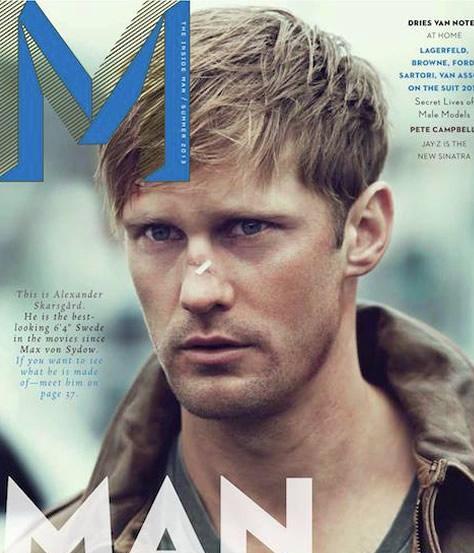 M
THE INSIDE MAN / SUMMER 2013
DRIES VAN NOTE
AT HOME
LAGERFELD,
BROWNE, FORD
SARTORI, VAN ASS
ON THE SUIT 201
Secret Lives of
Male Models
PETE CAMPBELL
JAY-Z IS THE
NEW SINATRA
This is Alexander
Skarsgård.
He is the best-
looking 6'4" Swede
in the movies since
Max von Sydow.
If you want to see
what he is made
of—meet him on
page 37.
MAN